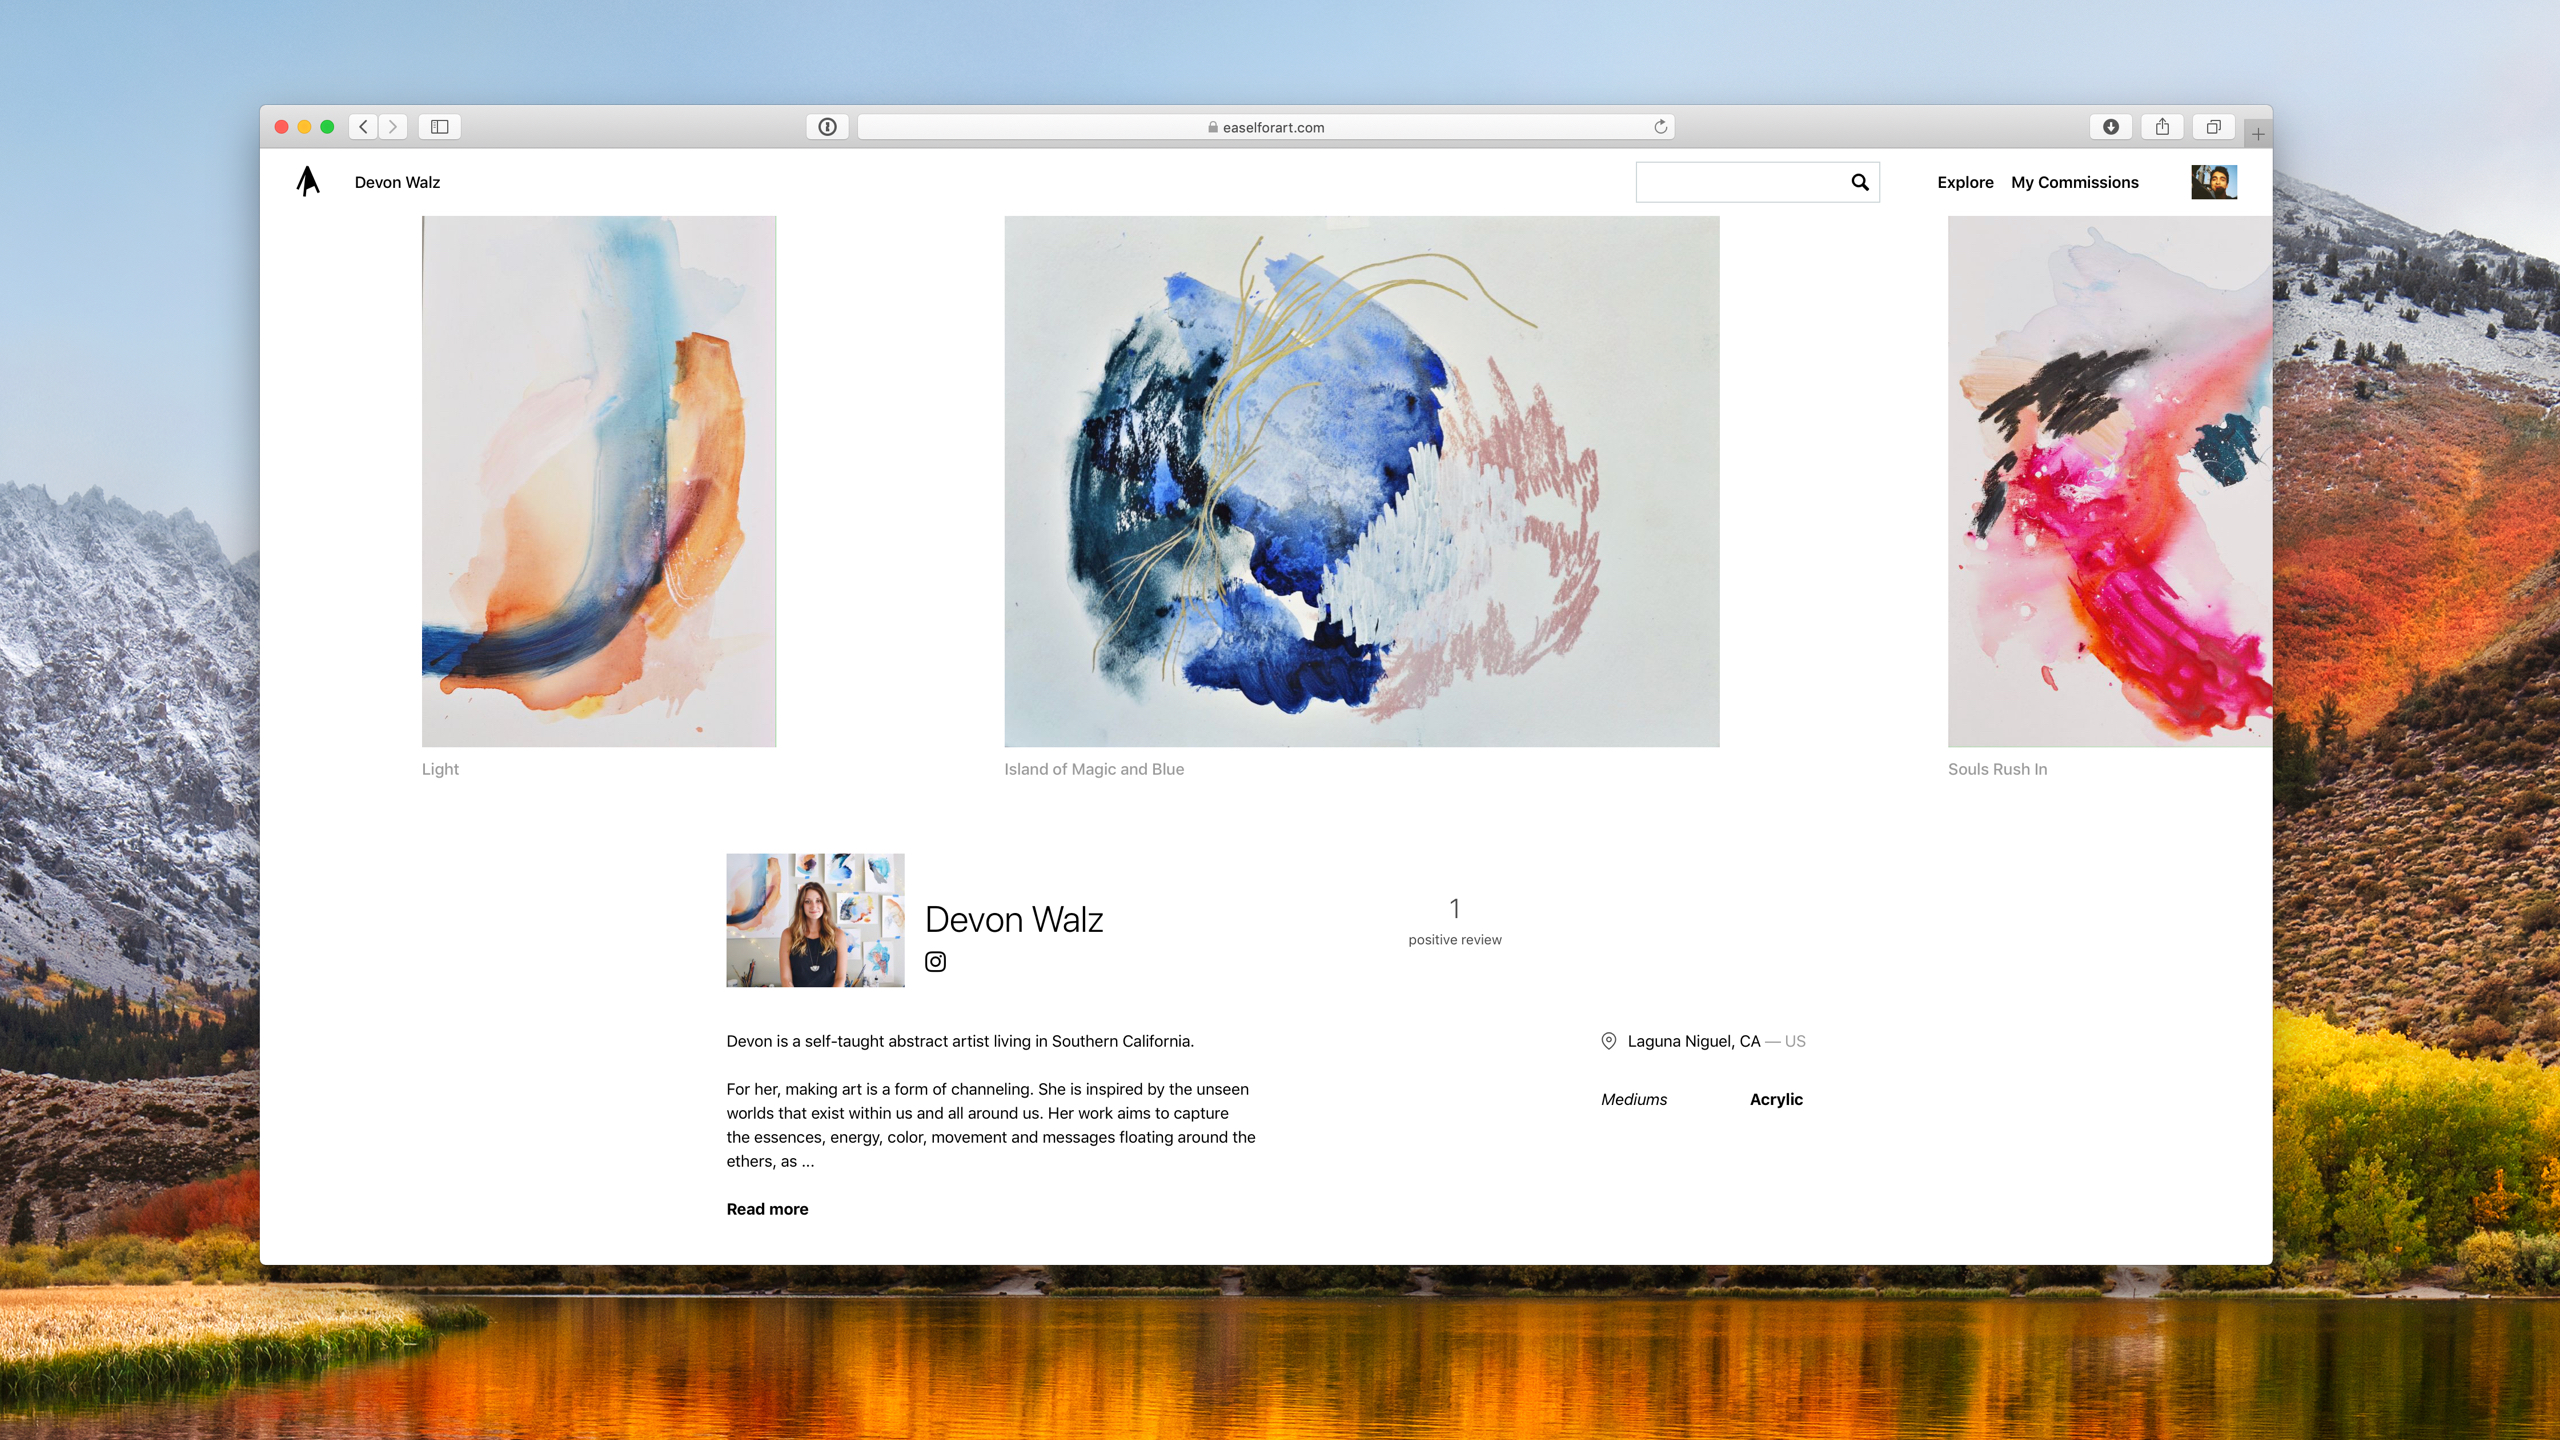 easelforart.com
Devon Walz
Explore
My Commissions
Light
Island of Magic and Blue
Souls Rush In
Devon Walz
1
positive review
Devon is a self-taught abstract artist living in Southern California.
For her, making art is a form of channeling. She is inspired by the unseen
worlds that exist within us and all around us. Her work aims to capture
the essences, energy, color, movement and messages floating around the
ethers, as ...
Read more
Laguna Niguel, CA — US
Mediums
Acrylic